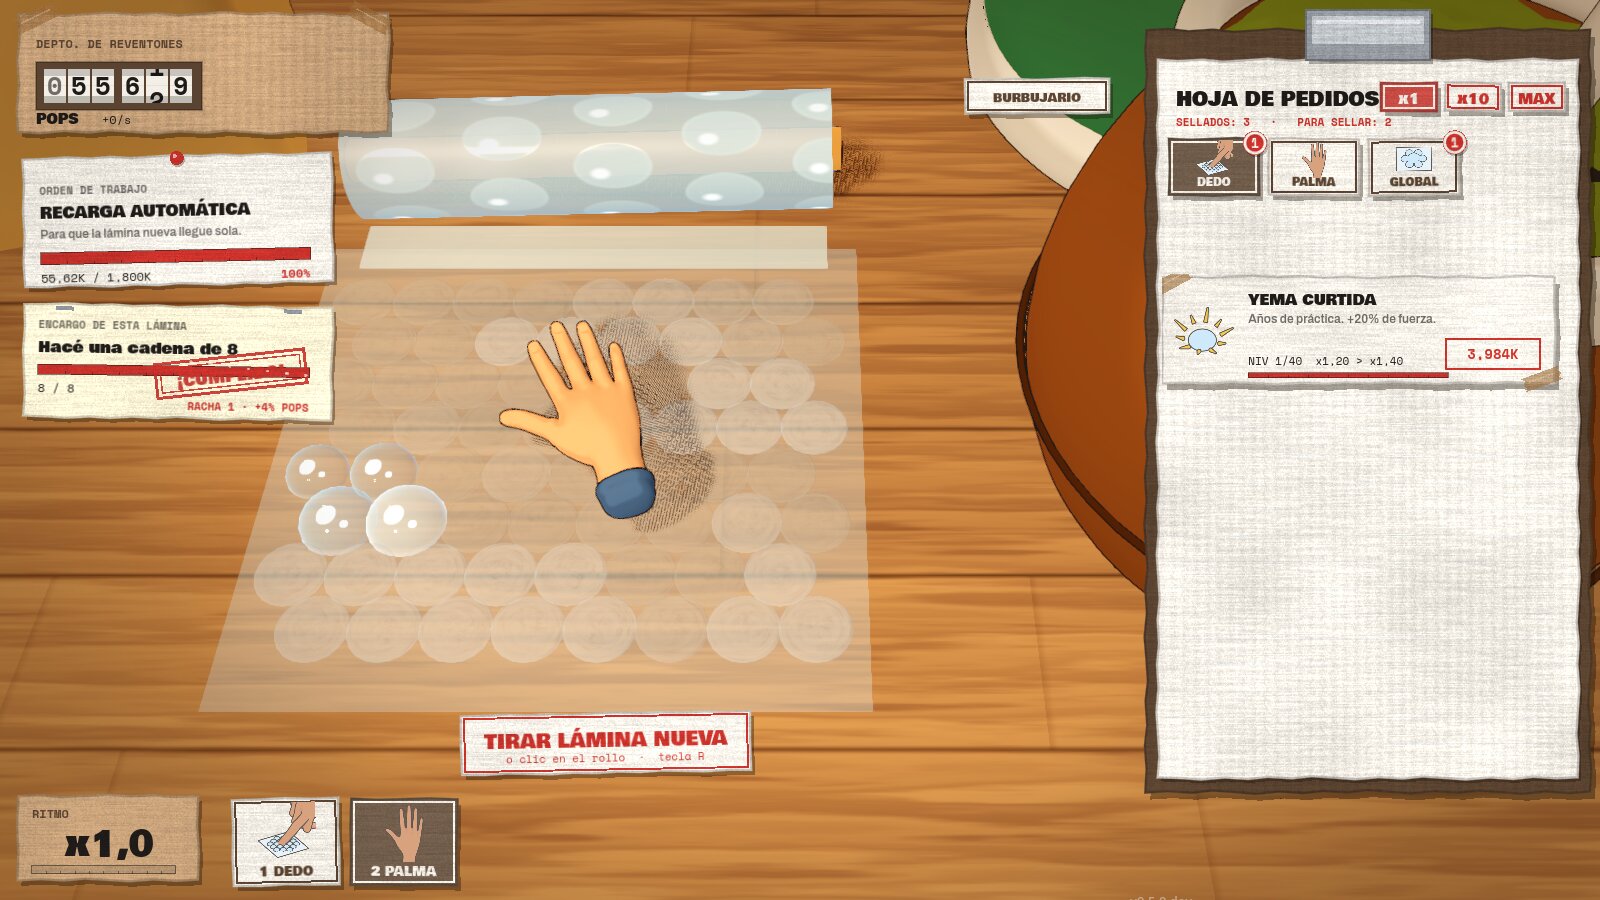 DEPTO. DE REVENTONES
POPS +0/s
ORDEN DE TRABAJO
RECARGA AUTOMÁTICA
Para que la lámina nueva llegue sola.
55,62K / 1,800K 100%
ENCARGO DE ESTA LÁMINA
Hacé una cadena de 8
8 / 8
RACHA 1 · +4% POPS
BURBUJARIO
HOJA DE PEDIDOS x1 x10 MAX
SELLADOS: 3 · PARA SELLAR: 2
1 1
DEDO PALMA GLOBAL
YEMA CURTIDA
Años de práctica. +20% de fuerza.
NIV 1/40 x1,20 > x1,40
3,984K
TIRAR LÁMINA NUEVA
o clic en el rollo · tecla R
RITMO
x1,0
1 DEDO 2 PALMA